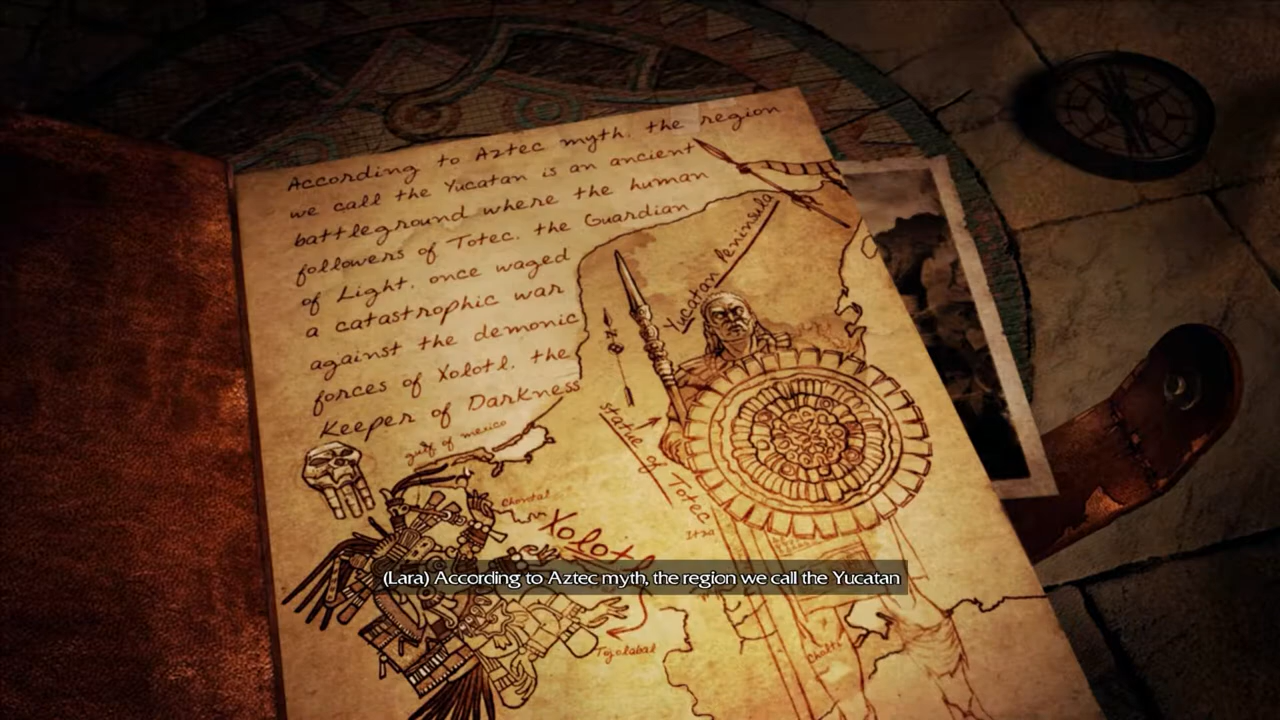 According to Aztec myth, the region
we call the Yucatan is an ancient
battleground where the human
followers of Totec, the Guardian
of Light, once waged
a catastrophic war
against the demonic
forces of Xolotl, the
Keeper of Darkness
Yucatan Peninsula
N
statue of Totec
gulf of mexico
Chontal
Xolotl
Itza
(Lara) According to Aztec myth, the region we call the Yucatan
Tojolabal